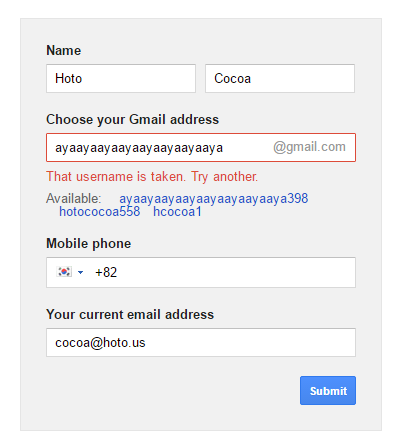 Name
Hoto Cocoa
Choose your Gmail address
ayaayaayaayaayaayaayaaya @gmail.com
That username is taken. Try another.
Available: ayaayaayaayaayaayaayaaya398
hotococoa558 hcocoa1
Mobile phone
+82
Your current email address
cocoa@hoto.us
Submit